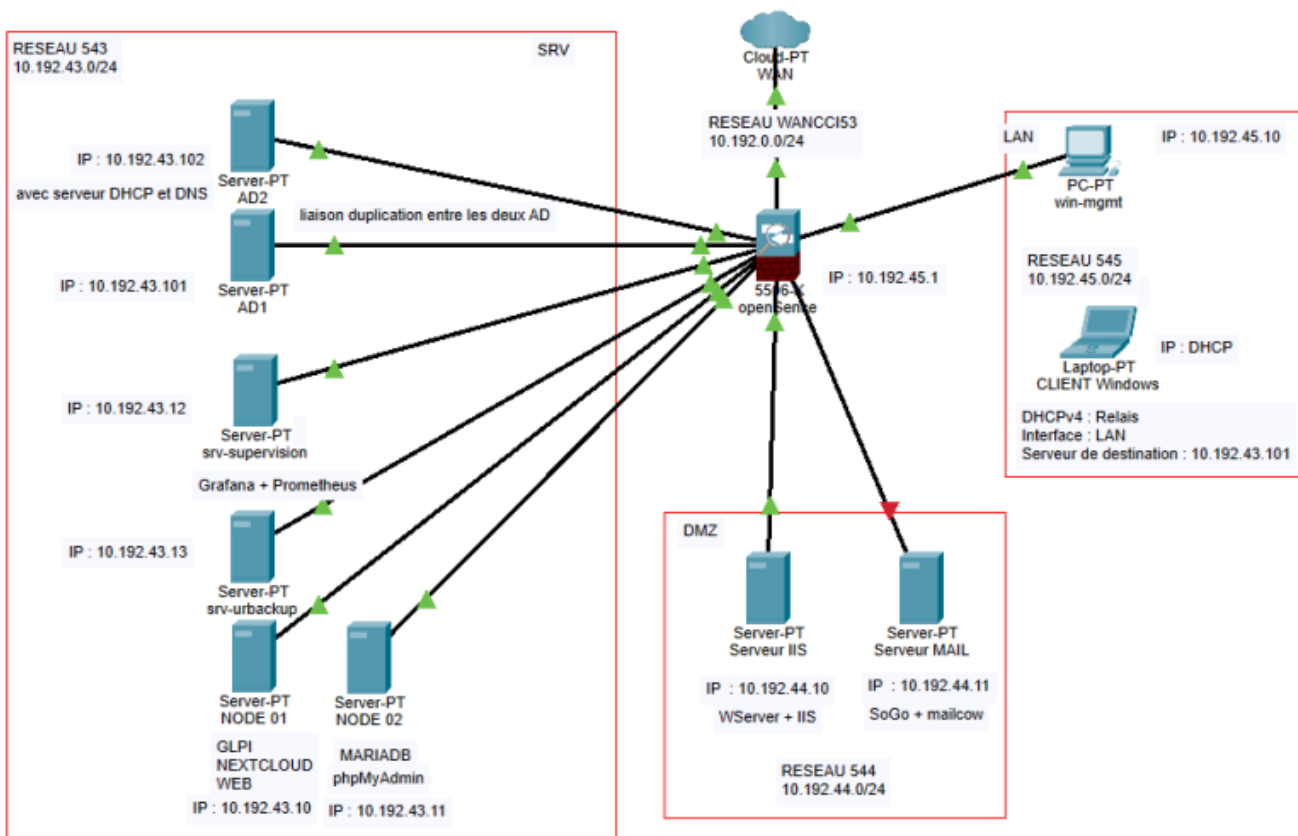 RESEAU 543
10.192.43.0/24
SRV
IP : 10.192.43.102
Server-PT
AD2
avec serveur DHCP et DNS
liaison duplication entre les deux AD
IP : 10.192.43.101
Server-PT
AD1
IP : 10.192.43.12
Server-PT
srv-supervision
Grafana + Prometheus
IP : 10.192.43.13
Server-PT
srv-urbackup
Server-PT
NODE 01
GLPI
NEXTCLOUD
WEB
IP : 10.192.43.10
Server-PT
NODE 02
MARIADB
phpMyAdmin
IP : 10.192.43.11
Cloud-PT
WAN
RESEAU WANCCI53
10.192.0.0/24
5506-X
openSence
IP : 10.192.45.1
LAN
IP : 10.192.45.10
PC-PT
win-mgmt
RESEAU 545
10.192.45.0/24
IP : DHCP
Laptop-PT
CLIENT Windows
DHCPv4 : Relais
Interface : LAN
Serveur de destination : 10.192.43.101
DMZ
Server-PT
Serveur IIS
IP : 10.192.44.10
WServer + IIS
Server-PT
Serveur MAIL
IP : 10.192.44.11
SoGo + mailcow
RESEAU 544
10.192.44.0/24